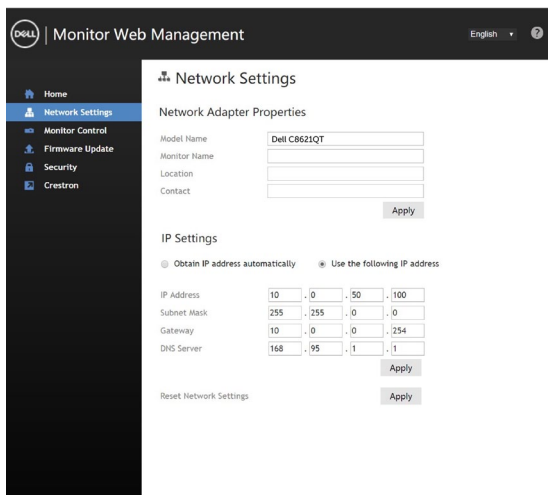 DELL | Monitor Web Management
English
?
Home
Network Settings
Monitor Control
Firmware Update
Security
Crestron
Network Settings
Network Adapter Properties
Model Name Dell C8621QT
Monitor Name
Location
Contact
Apply
IP Settings
Obtain IP address automatically Use the following IP address
IP Address 10 . 0 . 50 . 100
Subnet Mask 255 . 255 . 0 . 0
Gateway 10 . 0 . 0 . 254
DNS Server 168 . 95 . 1 . 1
Apply
Reset Network Settings Apply